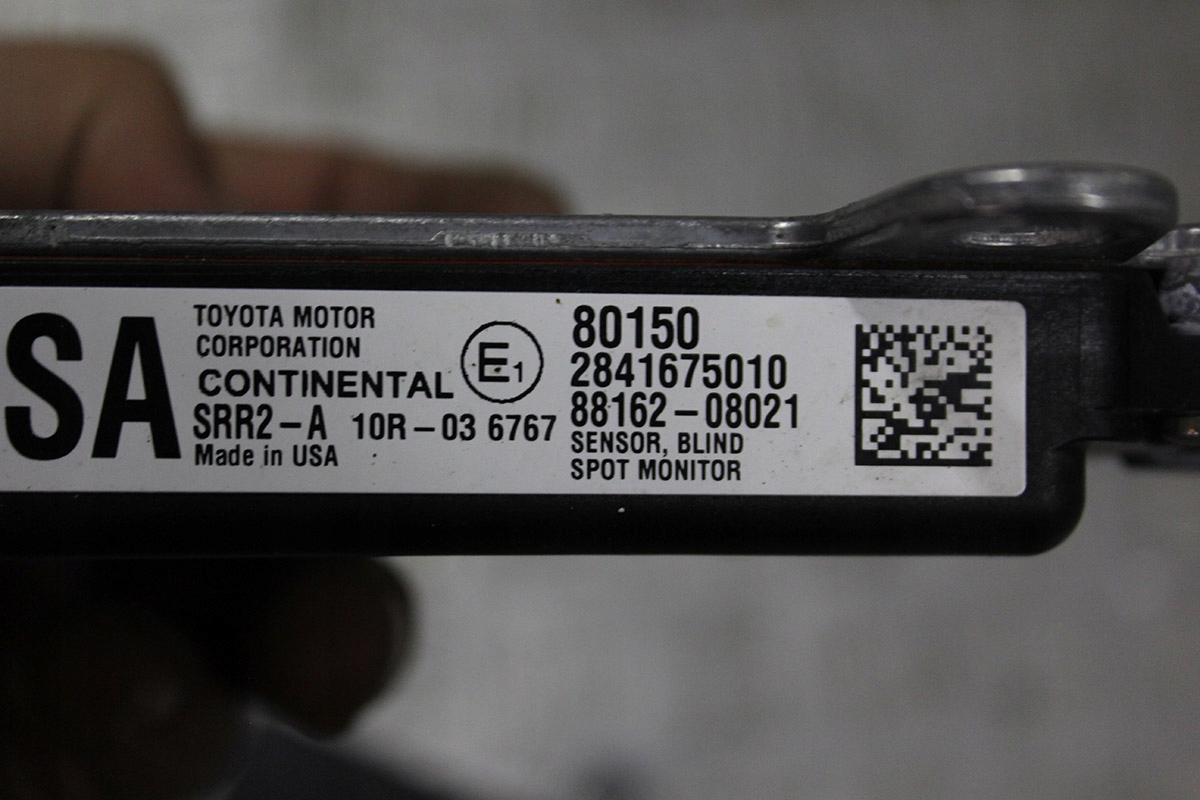 SA
TOYOTA MOTOR
CORPORATION
CONTINENTAL
SRR2-A 10R-03 6767
Made in USA
E1
80150
2841675010
88162-08021
SENSOR, BLIND
SPOT MONITOR